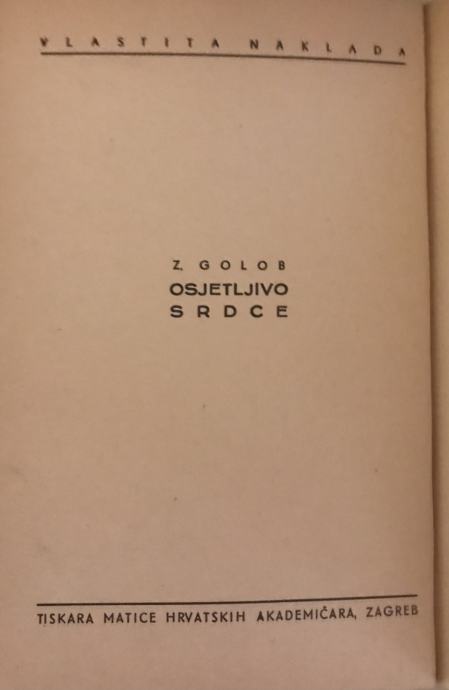 VLASTITA NAKLADA
Z. GOLOB
OSJETLJIVO
SRDCE
TISKARA MATICE HRVATSKIH AKADEMIČARA, ZAGREB